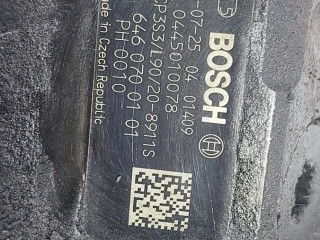 BOSCH
-07-25 04 01409
0445010078
CP3S3/L90/20-8911S
646 070 01 01
PH-0010
Made in Czech Republic